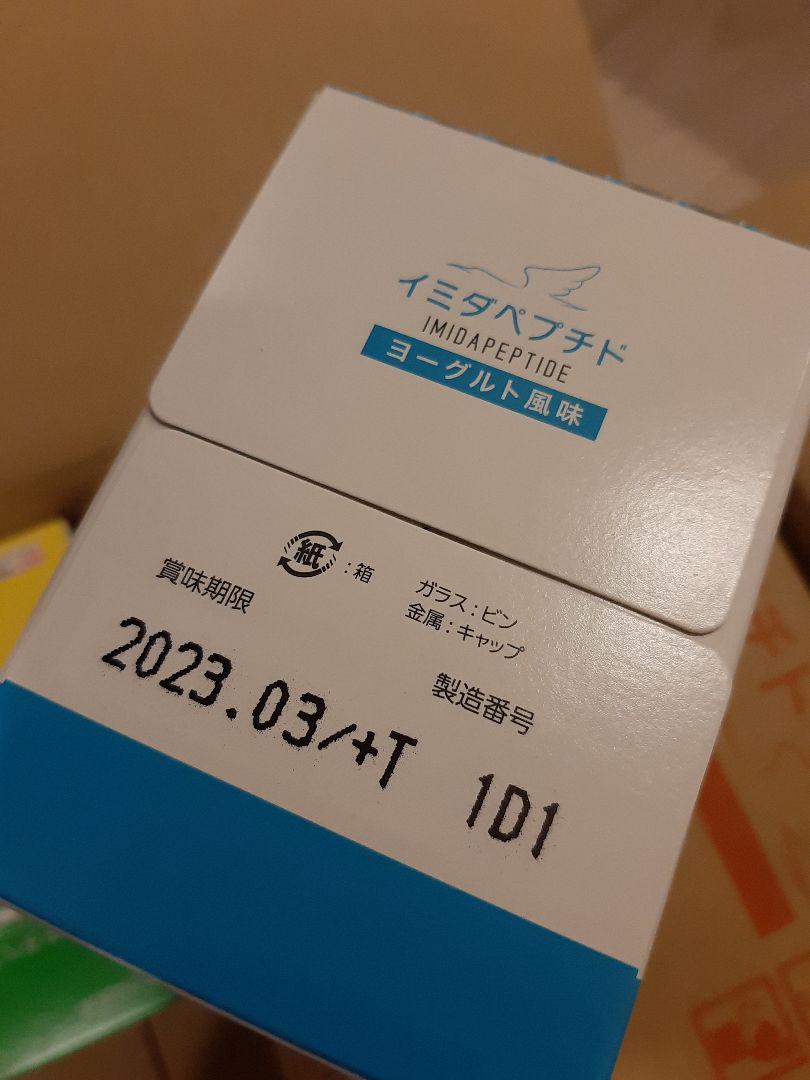 イミダペプチド
IMIDAPEPTIDE
ヨーグルト風味
紙 : 箱
ガラス : ビン
金属 : キャップ
賞味期限
製造番号
2023.03/+T 1D1